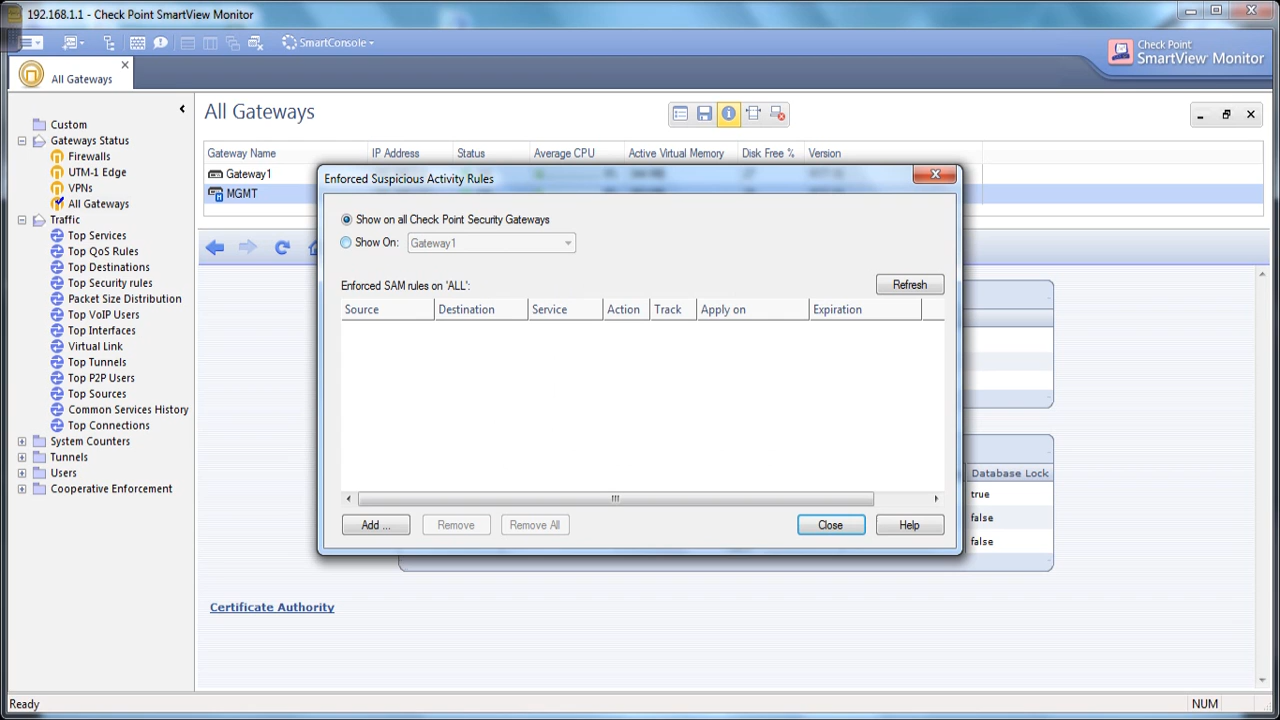 192.168.1.1 - Check Point SmartView Monitor
SmartConsole
Check Point
SmartView Monitor
All Gateways
Custom
Gateways Status
Firewalls
UTM-1 Edge
VPNs
All Gateways
Traffic
Top Services
Top QoS Rules
Top Destinations
Top Security rules
Packet Size Distribution
Top VoIP Users
Top Interfaces
Virtual Link
Top Tunnels
Top P2P Users
Top Sources
Common Services History
Top Connections
System Counters
Tunnels
Users
Cooperative Enforcement
All Gateways
Gateway Name IP Address Status Average CPU Active Virtual Memory Disk Free % Version
Gateway1
MGMT
Enforced Suspicious Activity Rules
Show on all Check Point Security Gateways
Show On: Gateway1
Enforced SAM rules on 'ALL':
Refresh
Source Destination Service Action Track Apply on Expiration
Add ... Remove Remove All Close Help
Database Lock
true
false
false
Certificate Authority
Ready NUM